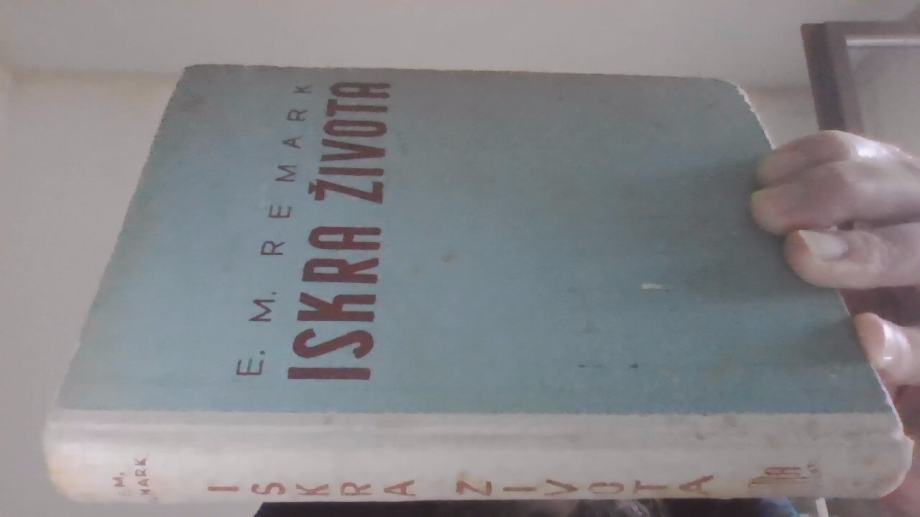 E. M. REMARK
ISKRA ŽIVOTA
ISKRA ŽIVOTA